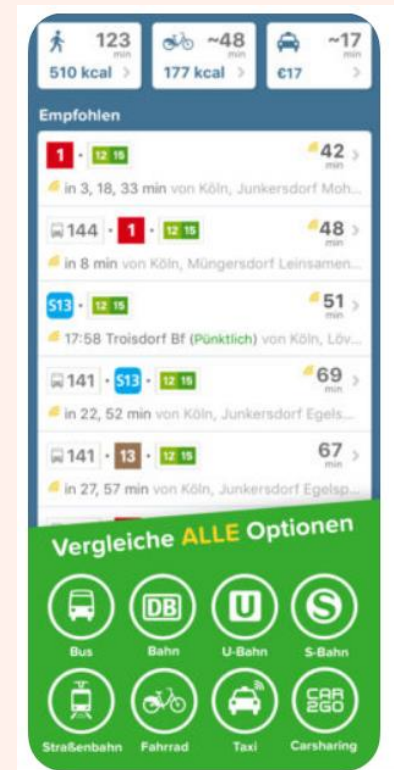 123 min ~48 min ~17 min
510 kcal > 177 kcal > €17 >
Empfohlen
1 · 12 15 42 min >
in 3, 18, 33 min von Köln, Junkersdorf Moh...
144 · 1 · 12 15 48 min >
in 8 min von Köln, Müngersdorf Leinsamen...
S13 · 12 15 51 min >
17:58 Troisdorf Bf (Pünktlich) von Köln, Löv...
141 · S13 · 12 15 69 min >
in 22, 52 min von Köln, Junkersdorf Egels...
141 · 13 · 12 15 67 min >
in 27, 57 min von Köln, Junkersdorf Egelsp...
Vergleiche ALLE Optionen
DB U S
Bus Bahn U-Bahn S-Bahn
CAR2GO
Straßenbahn Fahrrad Taxi Carsharing